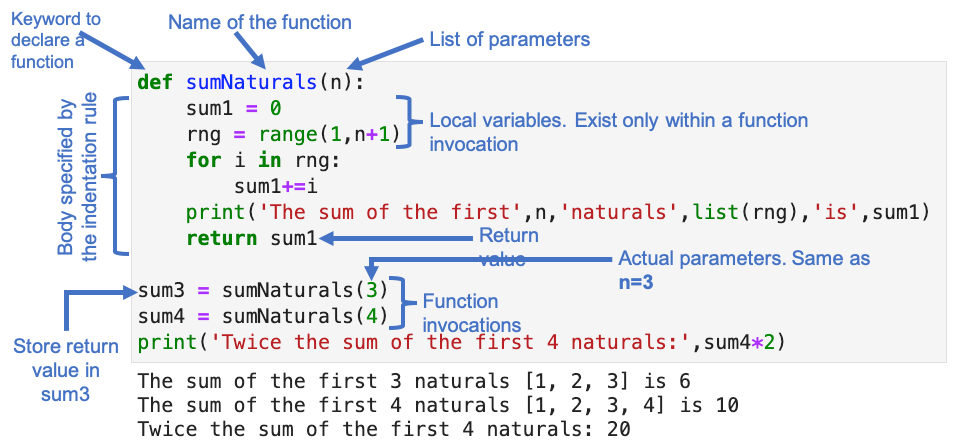 Keyword to
declare a
function
Name of the function
List of parameters
Body specified by
the indentation rule
def sumNaturals(n):
    sum1 = 0
    rng = range(1,n+1)
    for i in rng:
        sum1+=i
    print('The sum of the first',n,'naturals',list(rng),'is',sum1)
    return sum1
Local variables. Exist only within a function
invocation
Return
value
Actual parameters. Same as
n=3
sum3 = sumNaturals(3)
sum4 = sumNaturals(4)
print('Twice the sum of the first 4 naturals:',sum4*2)
Function
invocations
Store return
value in
sum3
The sum of the first 3 naturals [1, 2, 3] is 6
The sum of the first 4 naturals [1, 2, 3, 4] is 10
Twice the sum of the first 4 naturals: 20